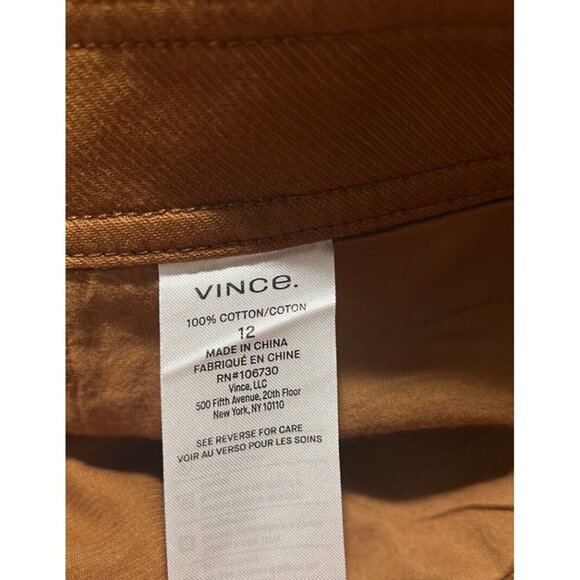 VINCE.
100% COTTON/COTON
12
MADE IN CHINA
FABRIQUÉ EN CHINE
RN#106730
Vince, LLC
500 Fifth Avenue, 20th Floor
New York, NY 10110
SEE REVERSE FOR CARE
VOIR AU VERSO POUR LES SOINS